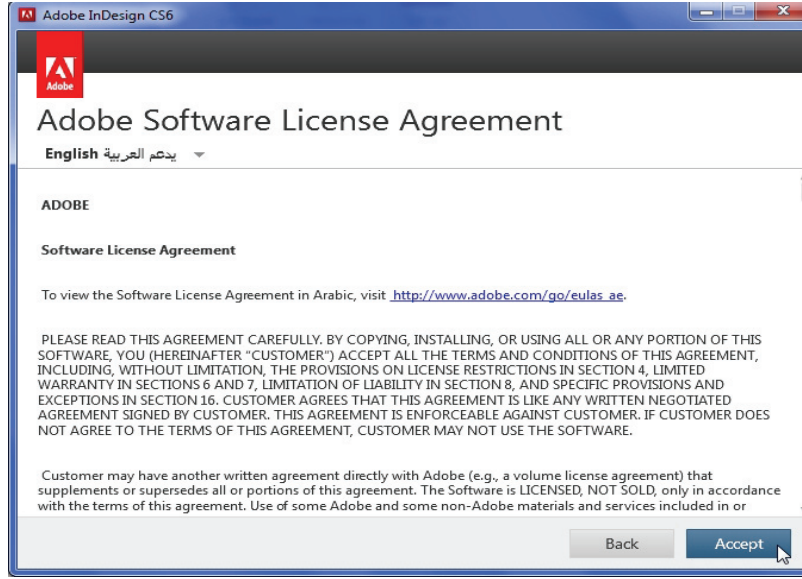 Adobe InDesign CS6
Adobe
Adobe Software License Agreement
English يدعم العربية
ADOBE
Software License Agreement
To view the Software License Agreement in Arabic, visit http://www.adobe.com/go/eulas_ae.
PLEASE READ THIS AGREEMENT CAREFULLY. BY COPYING, INSTALLING, OR USING ALL OR ANY PORTION OF THIS
SOFTWARE, YOU (HEREINAFTER "CUSTOMER") ACCEPT ALL THE TERMS AND CONDITIONS OF THIS AGREEMENT,
INCLUDING, WITHOUT LIMITATION, THE PROVISIONS ON LICENSE RESTRICTIONS IN SECTION 4, LIMITED
WARRANTY IN SECTIONS 6 AND 7, LIMITATION OF LIABILITY IN SECTION 8, AND SPECIFIC PROVISIONS AND
EXCEPTIONS IN SECTION 16. CUSTOMER AGREES THAT THIS AGREEMENT IS LIKE ANY WRITTEN NEGOTIATED
AGREEMENT SIGNED BY CUSTOMER. THIS AGREEMENT IS ENFORCEABLE AGAINST CUSTOMER. IF CUSTOMER DOES
NOT AGREE TO THE TERMS OF THIS AGREEMENT, CUSTOMER MAY NOT USE THE SOFTWARE.
Customer may have another written agreement directly with Adobe (e.g., a volume license agreement) that
supplements or supersedes all or portions of this agreement. The Software is LICENSED, NOT SOLD, only in accordance
with the terms of this agreement. Use of some Adobe and some non-Adobe materials and services included in or
Back
Accept